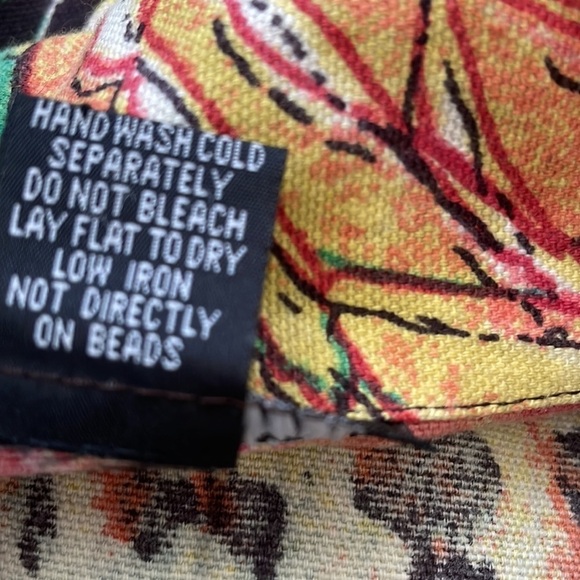 HAND WASH COLD
SEPARATELY
DO NOT BLEACH
LAY FLAT TO DRY
LOW IRON
NOT DIRECTLY
ON BEADS